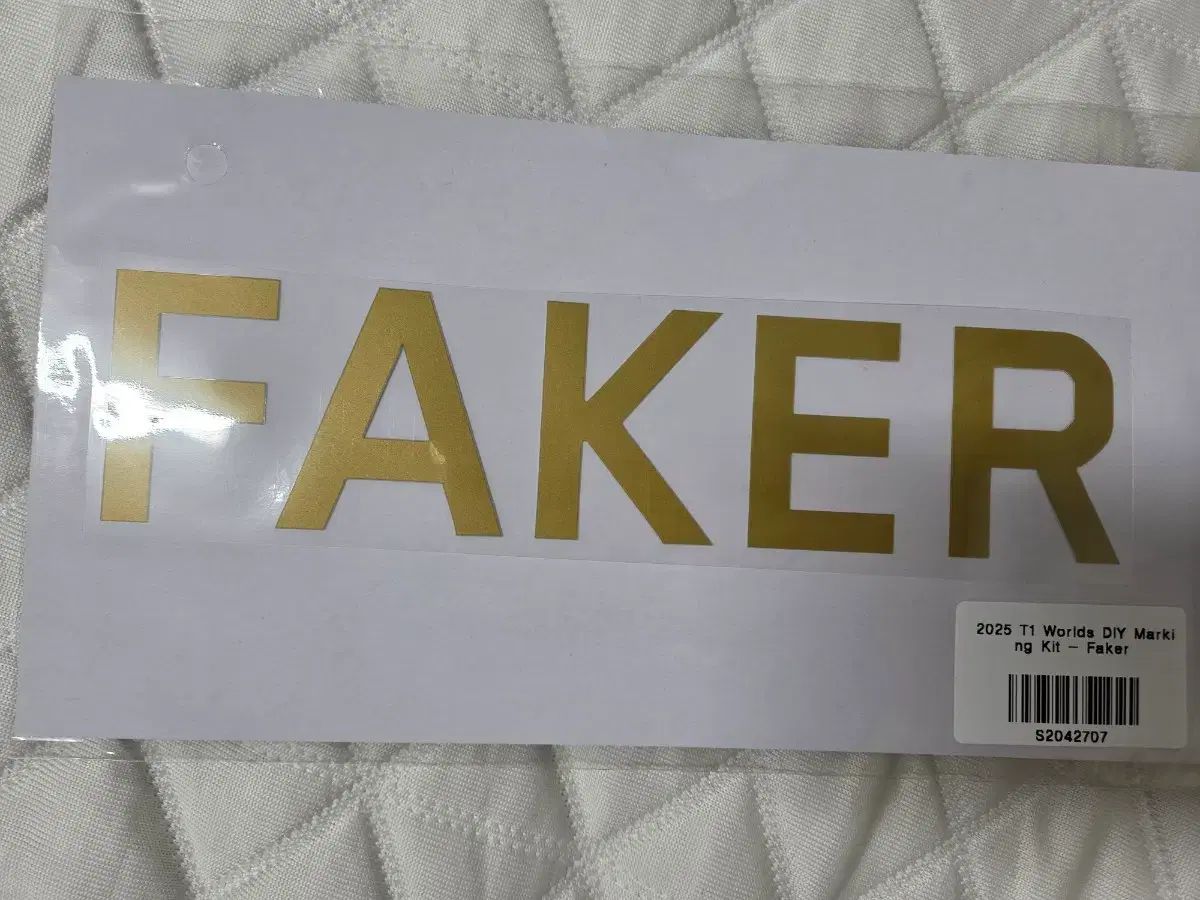 FAKER
2025 T1 Worlds DIY Marki
ng Kit – Faker
S2042707